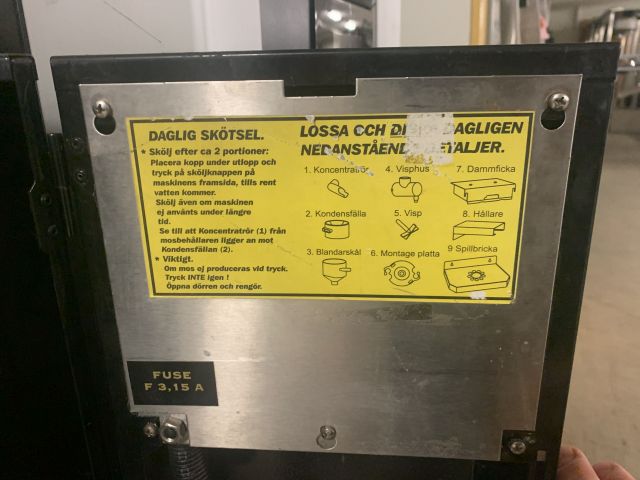 DAGLIG SKÖTSEL.
* Skölj efter ca 2 portioner:
Placera kopp under utlopp och
tryck på sköljknappen på
maskinens framsida, tills rent
vatten kommer.
Skölj även om maskinen
ej använts under längre
tid.
Se till att Koncentratrör (1) från
mosbehållaren ligger an mot
Kondensfällan (2).
* Viktigt.
Om mos ej produceras vid tryck.
Tryck INTE igen !
Öppna dörren och rengör.
LOSSA OCH DAGLIGEN
NEDANSTÅENDE
1. Koncentratrör
4. Visphus
7. Dammficka
2. Kondensfälla
5. Visp
8. Hållare
3. Blandarskål
6. Montage platta
9 Spillbricka
FUSE
F 3,15 A